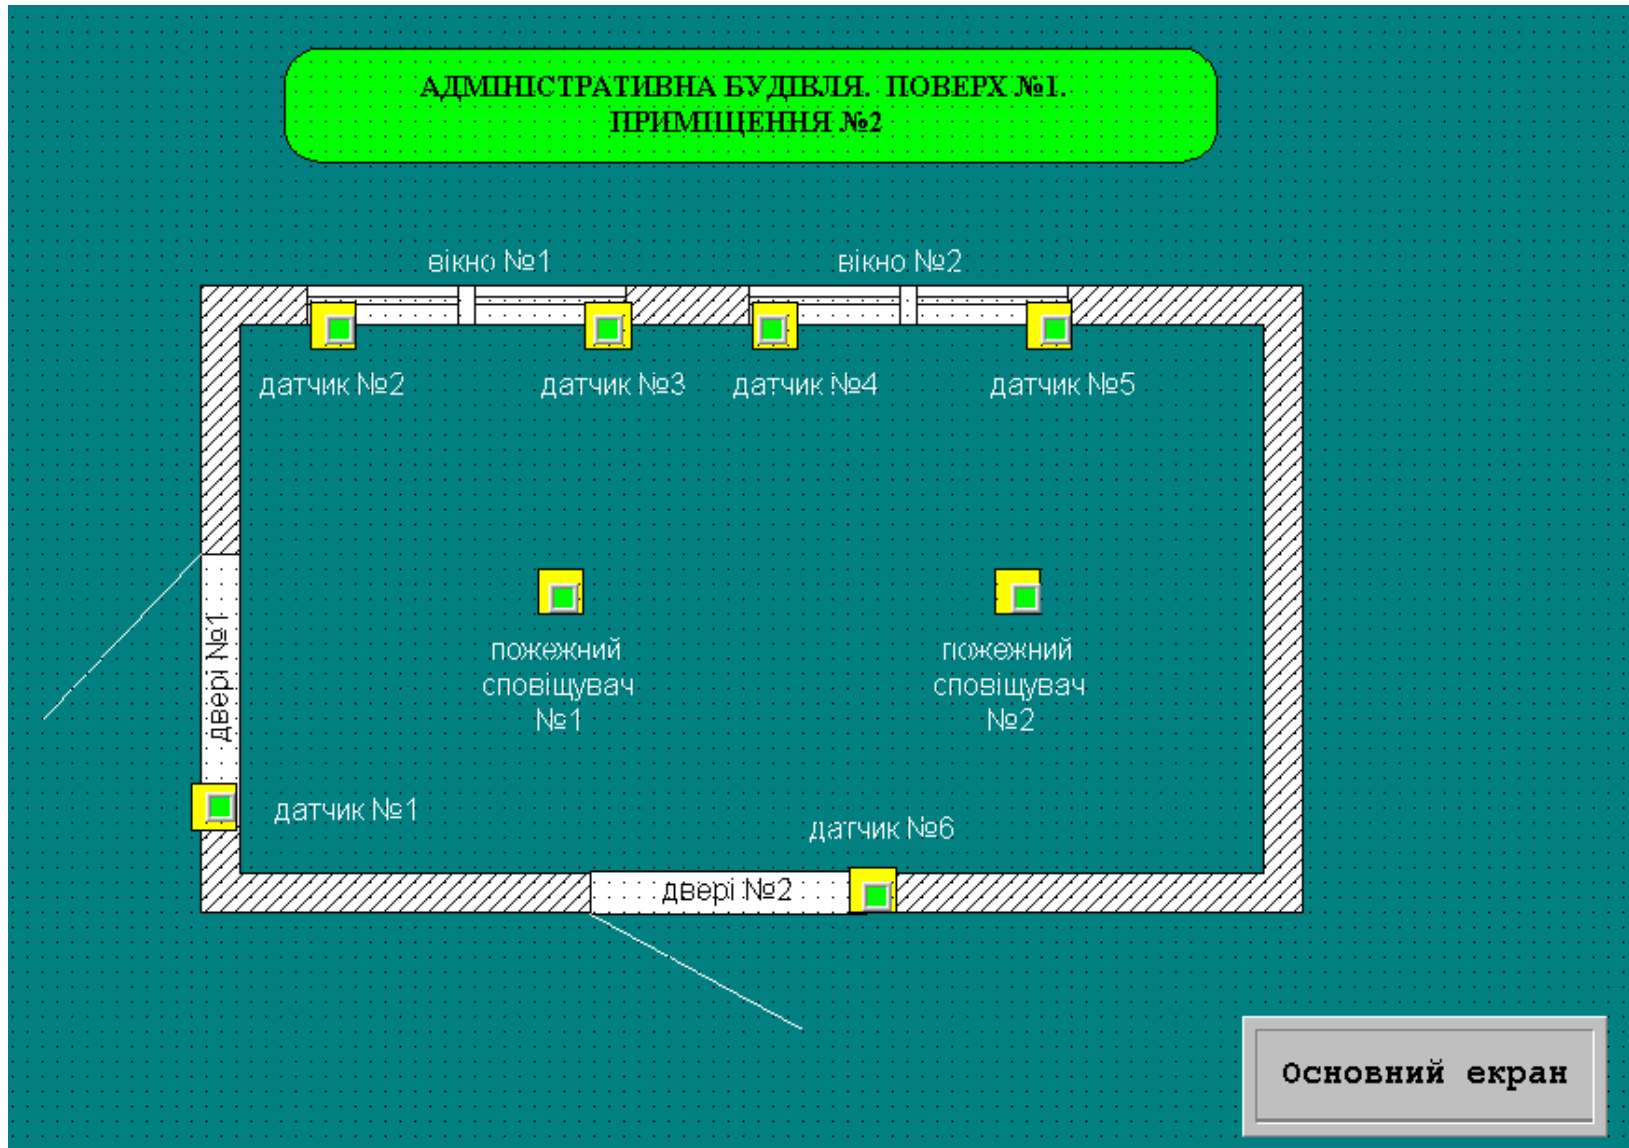 АДМІНІСТРАТИВНА БУДІВЛЯ. ПОВЕРХ №1.
ПРИМІЩЕННЯ №2
вікно №1
вікно №2
датчик №2
датчик №3
датчик №4
датчик №5
двері №1
пожежний
сповіщувач
№1
пожежний
сповіщувач
№2
датчик №1
датчик №6
двері №2
Основний екран